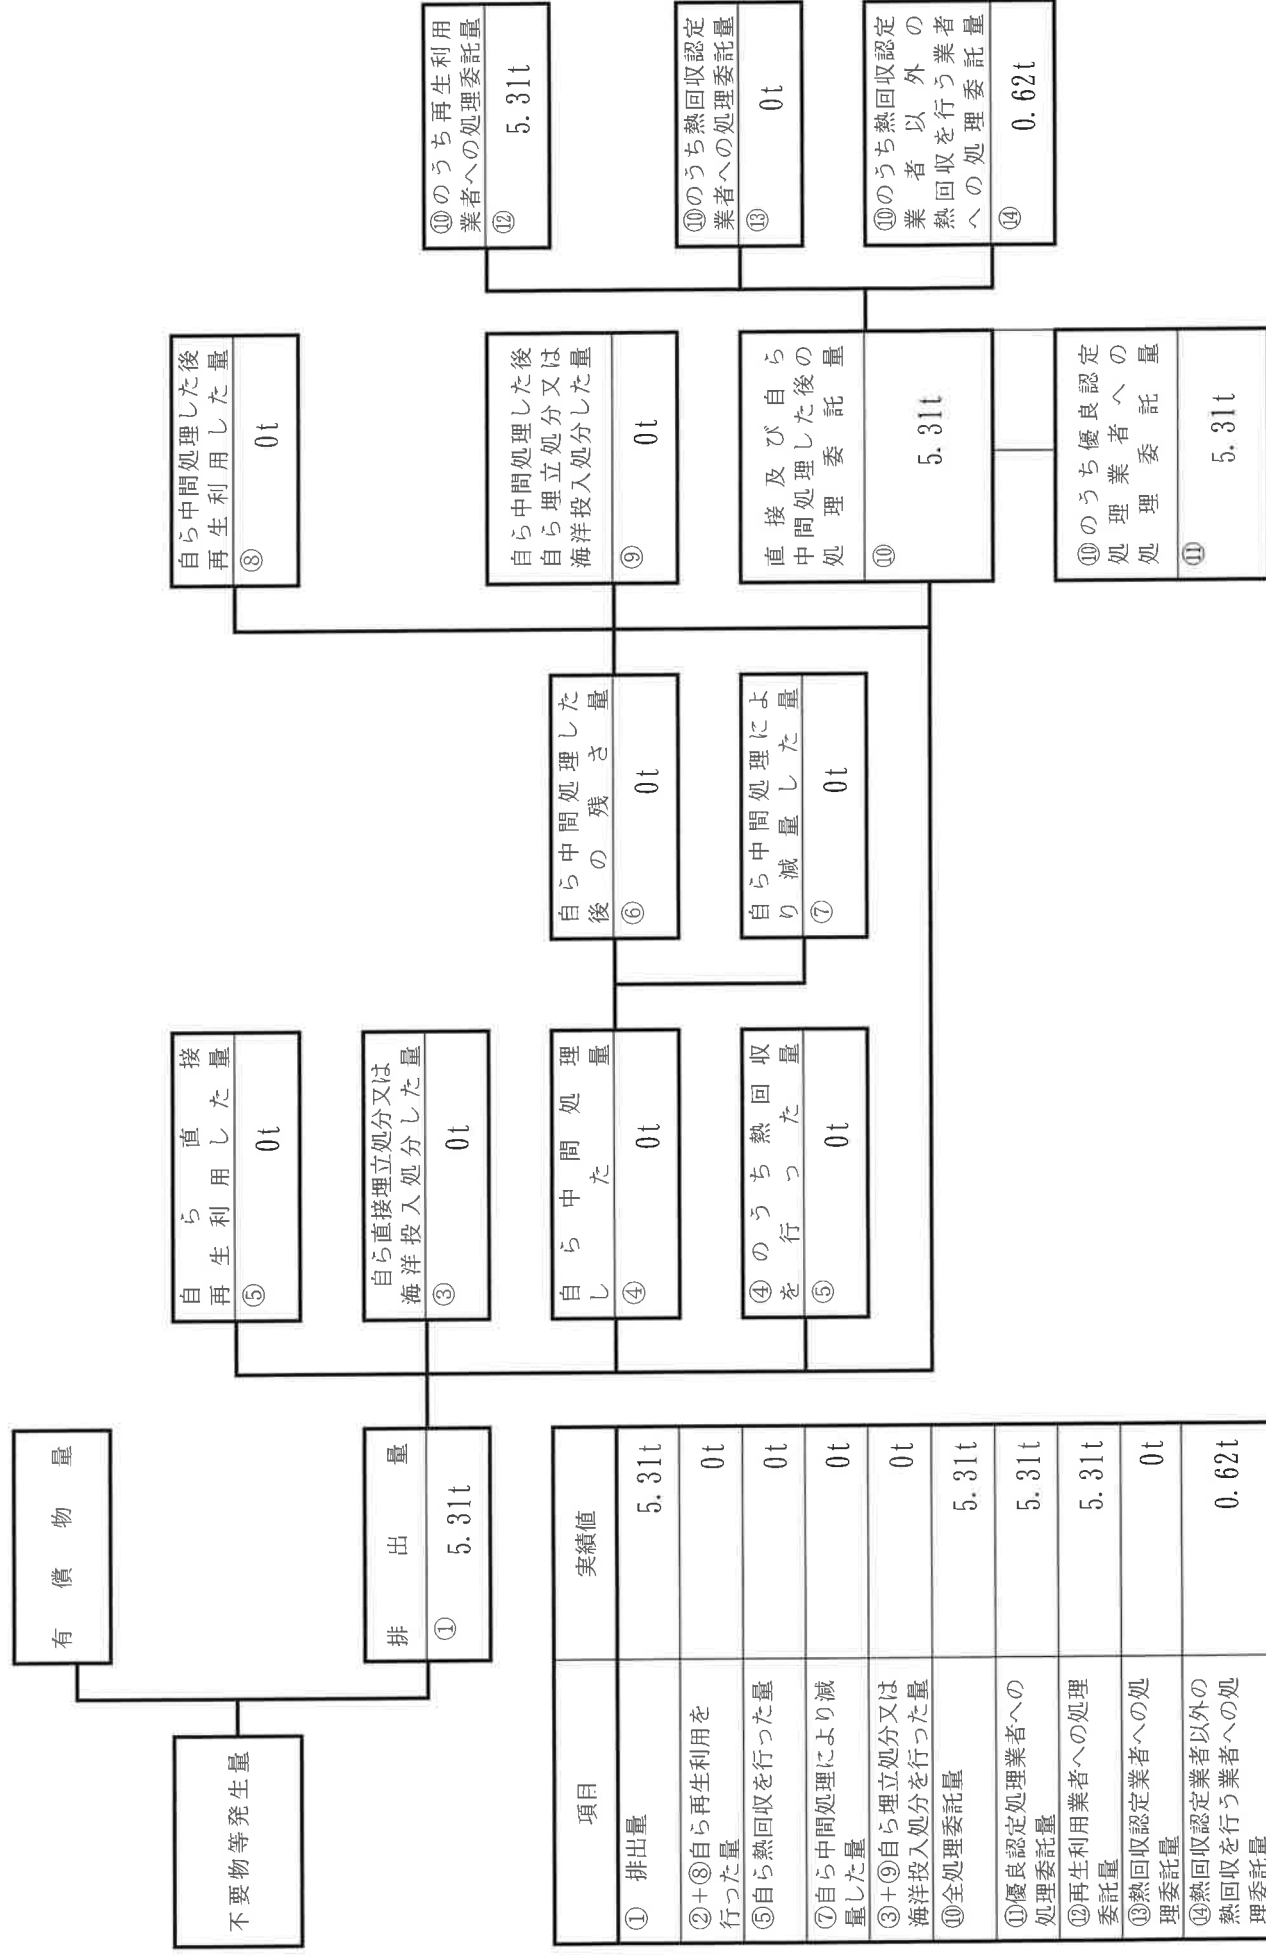 不要物等発生量
有償物量
排出量
① 5.31t
自ら直接
再生利用した量
⑤ 0t
自ら直接埋立処分又は
海洋投入処分した量
③ 0t
自ら中間処理
した量
④ 0t
④のうち熱回収
を行った量
⑤ 0t
自ら中間処理した
後の残さ量
⑥ 0t
自ら中間処理によ
り減量した量
⑦ 0t
自ら中間処理した後
再生利用した量
⑧ 0t
自ら中間処理した後
自ら埋立処分又は
海洋投入処分した量
⑨ 0t
直接及び自ら
中間処理した後の
処理委託量
⑩ 5.31t
⑩のうち優良認定
処理業者への
処理委託量
⑪ 5.31t
⑩のうち再生利用
業者への処理委託量
⑫ 5.31t
⑩のうち熱回収認定
業者への処理委託量
⑬ 0t
⑩のうち熱回収認定
業者以外の
熱回収を行う業者
への処理委託量
⑭ 0.62t
項目 実績値
① 排出量 5.31t
②+⑧自ら再生利用を
行った量 0t
⑤自ら熱回収を行った量 0t
⑦自ら中間処理により減
量した量 0t
③+⑨自ら埋立処分又は
海洋投入処分を行った量 0t
⑩全処理委託量 5.31t
⑪優良認定処理業者への
処理委託量 5.31t
⑫再生利用業者への処理
委託量 5.31t
⑬熱回収認定業者への処
理委託量 0t
⑭熱回収認定業者以外の
熱回収を行う業者への処
理委託量 0.62t